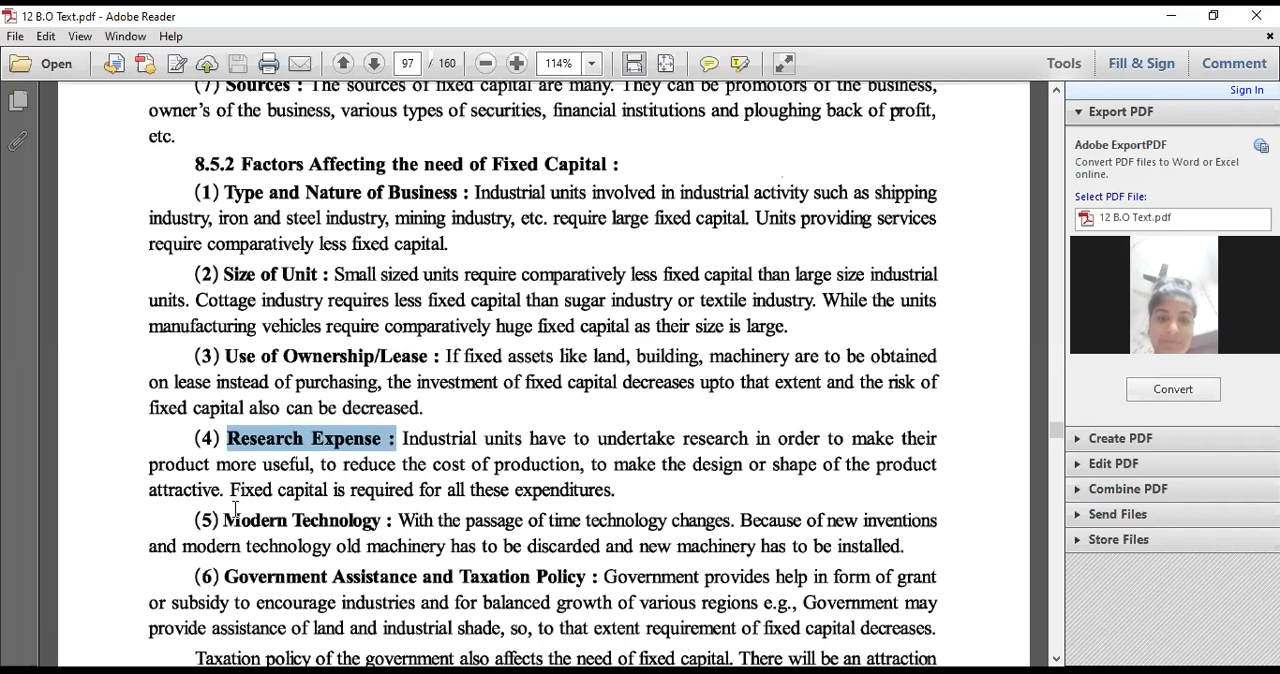 12 B.O Text.pdf - Adobe Reader
File Edit View Window Help
Open 97 / 160 114% Tools Fill & Sign Comment
Sign In
(7) Sources : The sources of fixed capital are many. They can be promotors of the business,
owner's of the business, various types of securities, financial institutions and ploughing back of profit,
etc.
8.5.2 Factors Affecting the need of Fixed Capital :
(1) Type and Nature of Business : Industrial units involved in industrial activity such as shipping
industry, iron and steel industry, mining industry, etc. require large fixed capital. Units providing services
require comparatively less fixed capital.
(2) Size of Unit : Small sized units require comparatively less fixed capital than large size industrial
units. Cottage industry requires less fixed capital than sugar industry or textile industry. While the units
manufacturing vehicles require comparatively huge fixed capital as their size is large.
(3) Use of Ownership/Lease : If fixed assets like land, building, machinery are to be obtained
on lease instead of purchasing, the investment of fixed capital decreases upto that extent and the risk of
fixed capital also can be decreased.
(4) Research Expense : Industrial units have to undertake research in order to make their
product more useful, to reduce the cost of production, to make the design or shape of the product
attractive. Fixed capital is required for all these expenditures.
(5) Modern Technology : With the passage of time technology changes. Because of new inventions
and modern technology old machinery has to be discarded and new machinery has to be installed.
(6) Government Assistance and Taxation Policy : Government provides help in form of grant
or subsidy to encourage industries and for balanced growth of various regions e.g., Government may
provide assistance of land and industrial shade, so, to that extent requirement of fixed capital decreases.
Taxation policy of the government also affects the need of fixed capital. There will be an attraction
Export PDF
Adobe ExportPDF
Convert PDF files to Word or Excel
online.
Select PDF File:
12 B.O Text.pdf
Convert
Create PDF
Edit PDF
Combine PDF
Send Files
Store Files